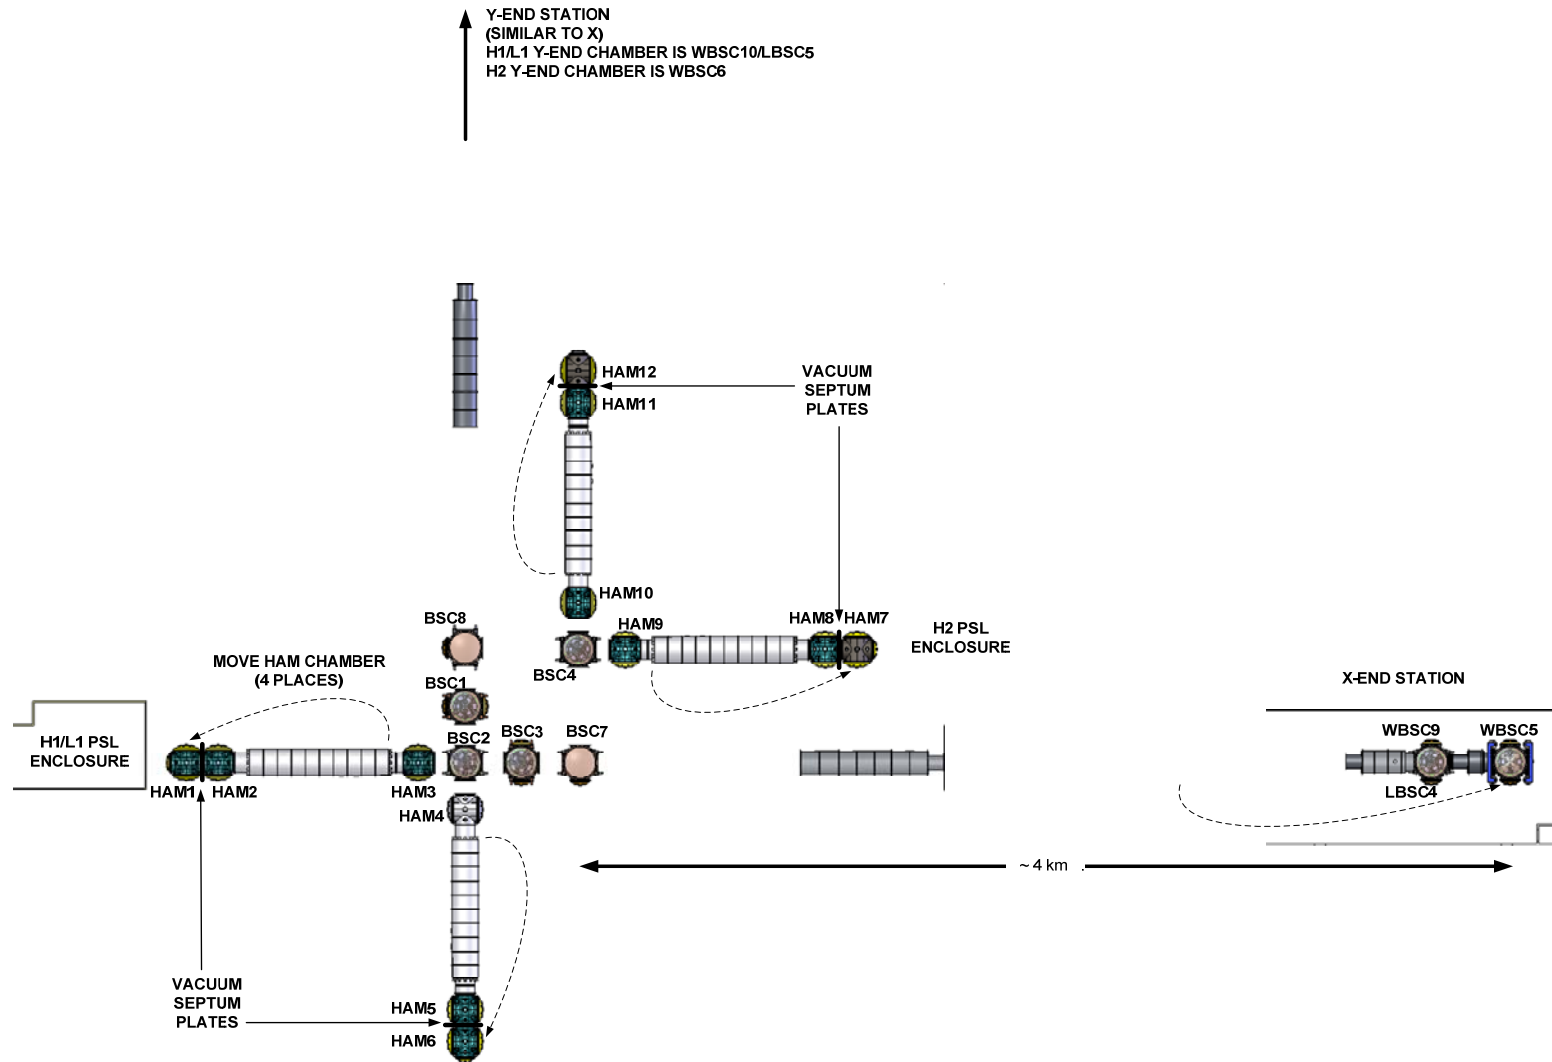 Y-END STATION
(SIMILAR TO X)
H1/L1 Y-END CHAMBER IS WBSC10/LBSC5
H2 Y-END CHAMBER IS WBSC6
HAM12
HAM11
VACUUM
SEPTUM
PLATES
HAM10
BSC8
HAM9
HAM8 HAM7
H2 PSL
ENCLOSURE
BSC4
MOVE HAM CHAMBER
(4 PLACES)
BSC1
X-END STATION
H1/L1 PSL
ENCLOSURE
BSC2
BSC3
BSC7
WBSC9
WBSC5
HAM1
HAM2
HAM3
LBSC4
HAM4
~ 4 km
VACUUM
SEPTUM
PLATES
HAM5
HAM6